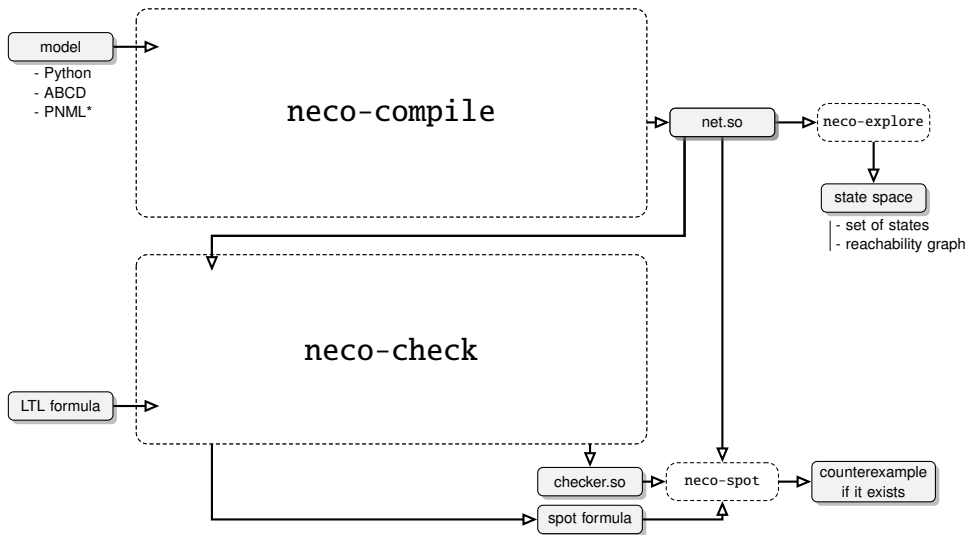 model
- Python
- ABCD
- PNML*
neco-compile
net.so
neco-explore
state space
- set of states
- reachability graph
neco-check
LTL formula
checker.so
neco-spot
counterexample
if it exists
spot formula